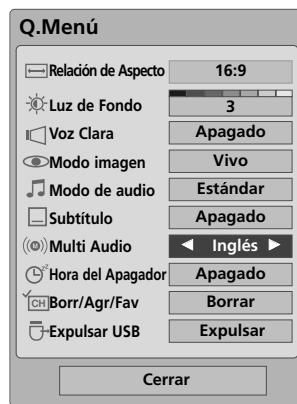 Q.Menú
Relación de Aspecto 16:9
Luz de Fondo 3
Voz Clara Apagado
Modo imagen Vivo
Modo de audio Estándar
Subtítulo Apagado
Multi Audio ◀ Inglés ▶
Hora del Apagador Apagado
CH Borr/Agr/Fav Borrar
Expulsar USB Expulsar
Cerrar